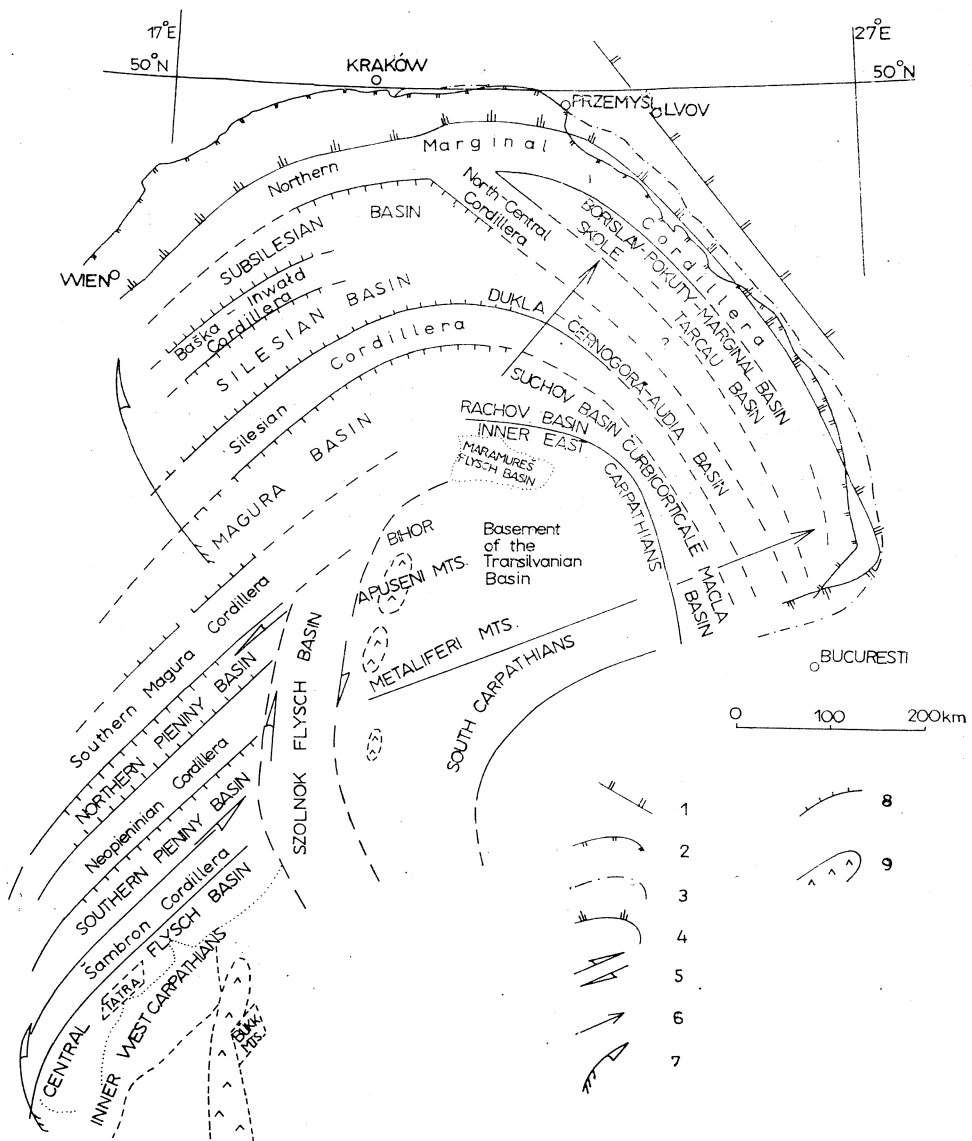 17°E
27°E
50°N
50°N
KRAKÓW
PRZEMYŚL
LVOV
WIEN
Northern Marginal Cordillera
North-Central
Cordillera
SUBSILESIAN BASIN
Baška - Inwałd
Cordillera
SILESIAN BASIN
Silesian Cordillera
BORISLAV-POKUTY-MARGINAL BASIN
SKOLE TARCAU BASIN
DUKLA ČERNOGORA-AUDIA BASIN
SUCHOV BASIN CURBICORTICALE MACLA
BASIN
RACHOV BASIN
INNER EAST CARPATHIANS
MARAMUREŠ
FLYSCH BASIN
MAGURA BASIN
BIHOR
APUSENI MTS.
Basement
of the
Transilvanian
Basin
METALIFERI MTS.
SOUTH CARPATHIANS
BUCURESTI
0 100 200 km
Southern Magura Cordillera
NORTHERN PIENINY BASIN
Neopieninian Cordillera
SOUTHERN PIENINY BASIN
Šambron Cordillera
SZOLNOK FLYSCH BASIN
CENTRAL FLYSCH BASIN
TATRA
INNER WEST CARPATHIANS
BÜKK
MTS.
?
1
2
3
4
5
6
7
8
9